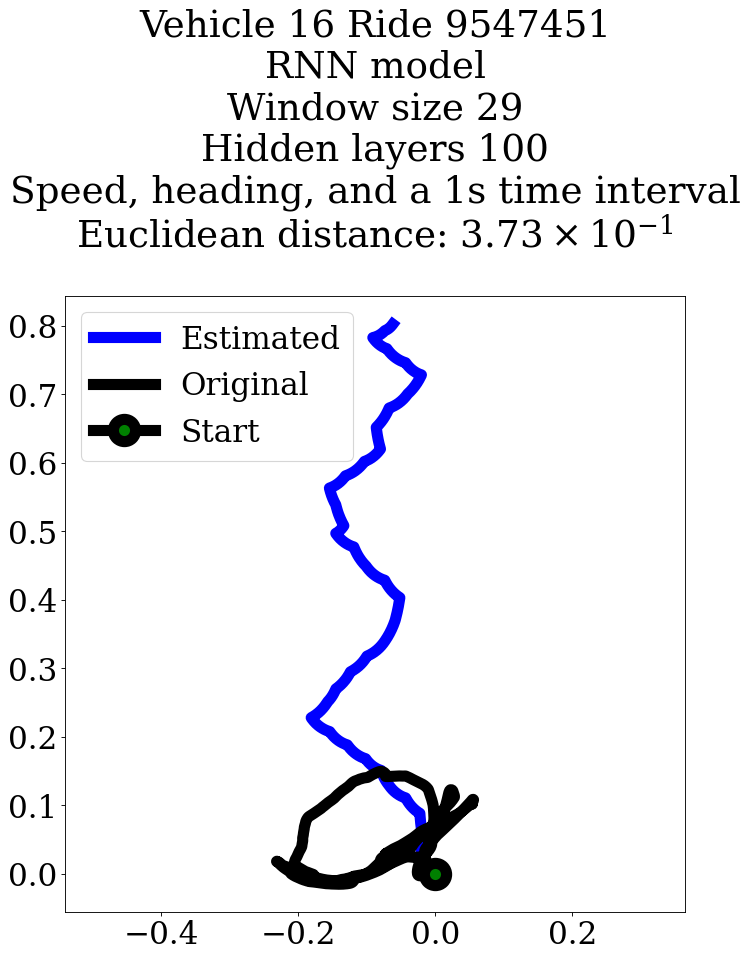 Vehicle 16 Ride 9547451
RNN model
Window size 29
Hidden layers 100
Speed, heading, and a 1s time interval
Euclidean distance: 3.73 × 10⁻¹
Estimated
Original
Start
0.8
0.7
0.6
0.5
0.4
0.3
0.2
0.1
0.0
−0.4
−0.2
0.0
0.2